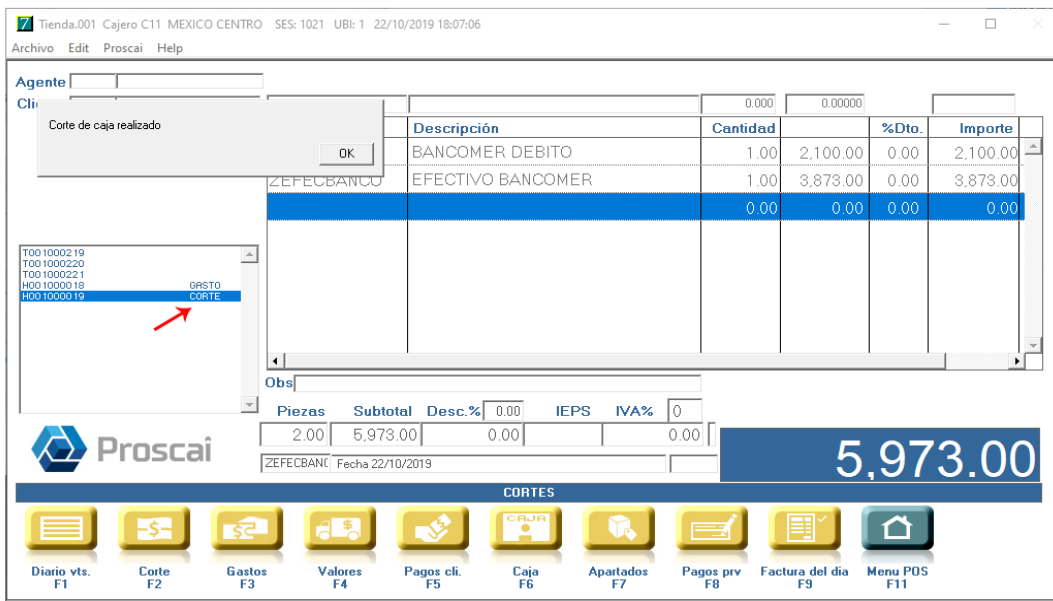 Tienda.001 Cajero C11 MEXICO CENTRO SES: 1021 UBI: 1 22/10/2019 18:07:06
Archivo Edit Proscai Help
Agente
0.000 0.00000
Corte de caja realizado
OK
Descripción Cantidad %Dto. Importe
BANCOMER DEBITO 1.00 2,100.00 0.00 2,100.00
ZEFECBANCO EFECTIVO BANCOMER 1.00 3,873.00 0.00 3,873.00
0.00 0.00 0.00 0.00
T001000219
T001000220
T001000221
H001000018 GASTO
H001000019 CORTE
Obs
Piezas Subtotal Desc.% 0.00 IEPS IVA% 0
2.00 5,973.00 0.00 0.00
Proscai
ZEFECBANC Fecha 22/10/2019
5,973.00
CORTES
CAJA
Diario vts. Corte Gastos Valores Pagos cli. Caja Apartados Pagos prv Factura del dia Menu POS
F1 F2 F3 F4 F5 F6 F7 F8 F9 F11